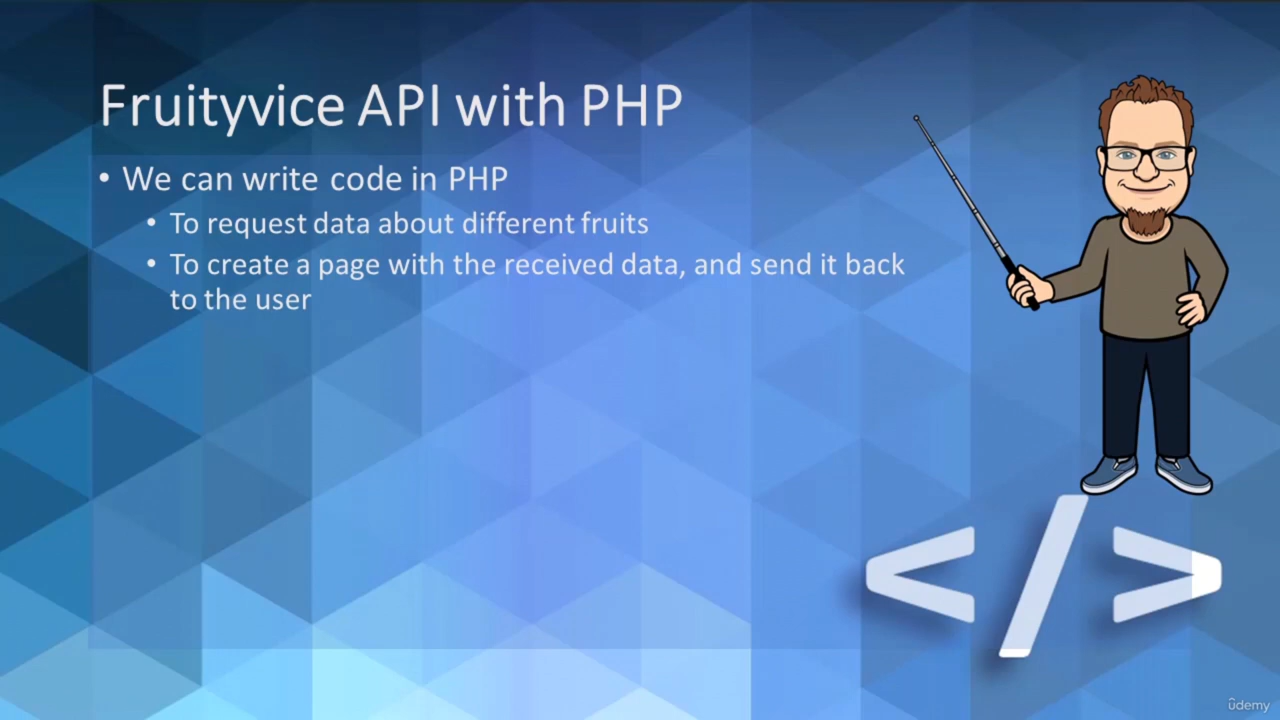 Fruityvice API with PHP
• We can write code in PHP
• To request data about different fruits
• To create a page with the received data, and send it back
to the user
</>
ûdemy